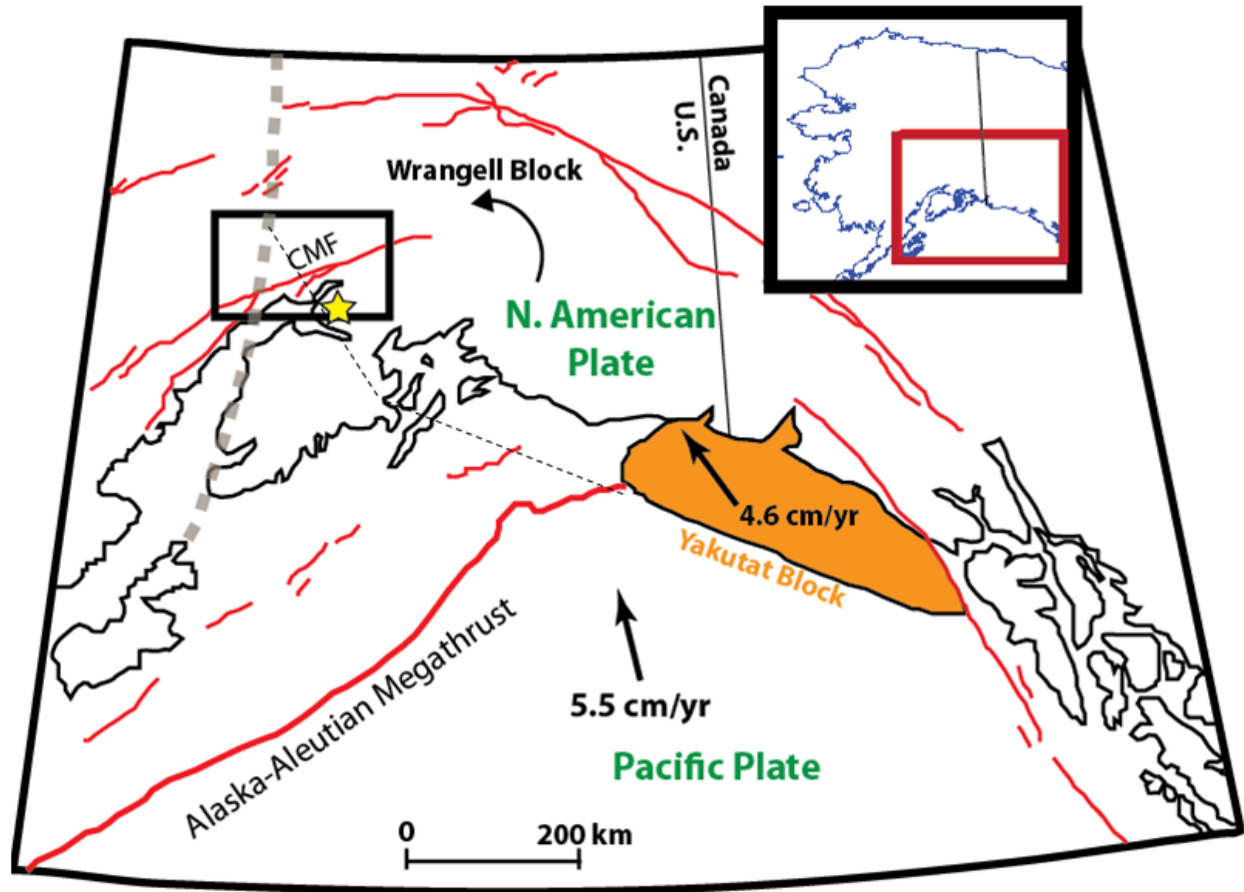 Canada
U.S.
Wrangell Block
CMF
N. American
Plate
4.6 cm/yr
Yakutat Block
Alaska-Aleutian Megathrust
5.5 cm/yr
Pacific Plate
0 200 km